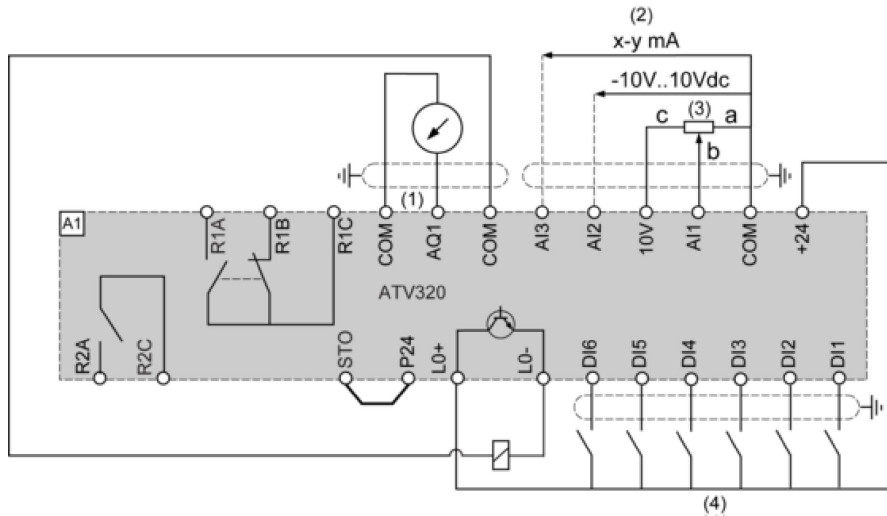 (2)
x-y mA
-10V..10Vdc
c (3) a
b
(1)
A1
R1A
R1B
R1C
COM
AQ1
COM
AI3
AI2
10V
AI1
COM
+24
ATV320
R2A
R2C
STO
P24
L0+
L0-
DI6
DI5
DI4
DI3
DI2
DI1
(4)